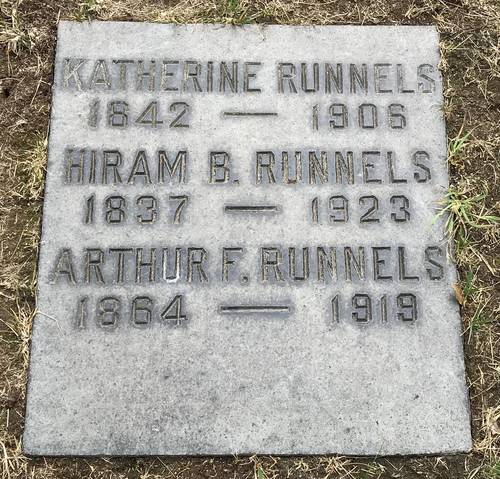 KATHERINE RUNNELS
1842 — 1906
HIRAM B. RUNNELS
1837 — 1923
ARTHUR F. RUNNELS
1864 — 1919